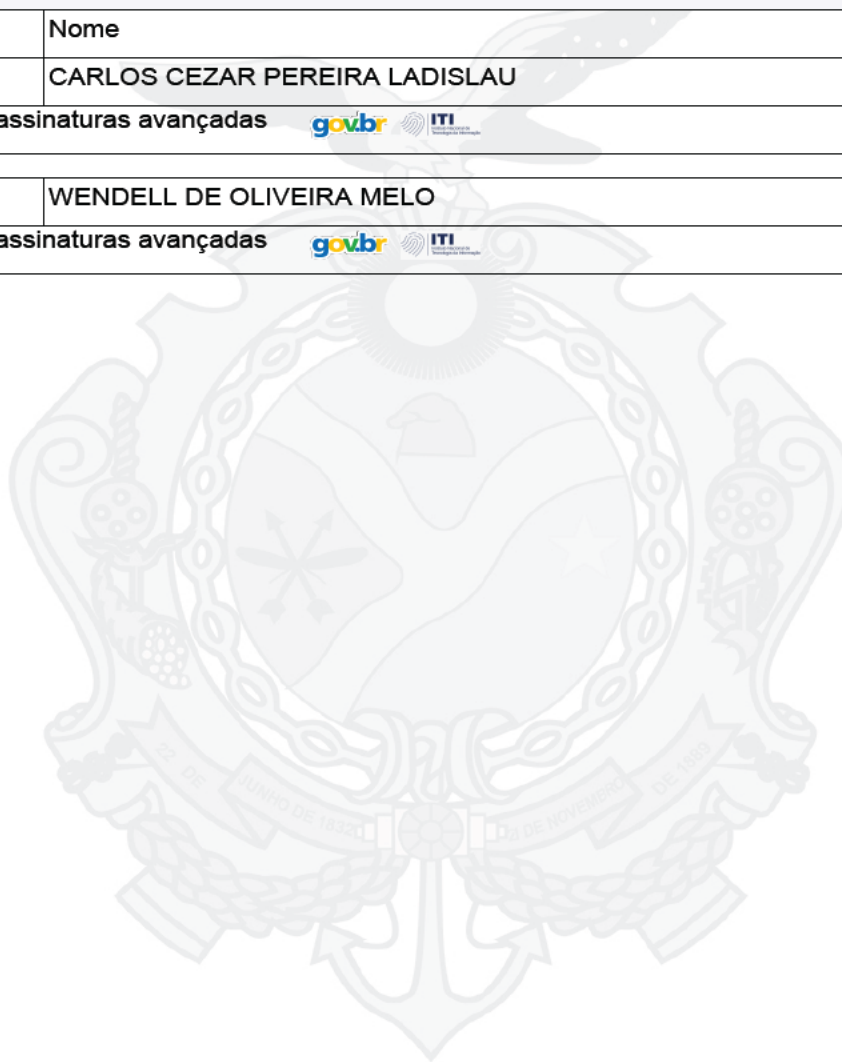 Nome
CARLOS CEZAR PEREIRA LADISLAU
assinaturas avançadas gov.br ITI
WENDELL DE OLIVEIRA MELO
assinaturas avançadas gov.br ITI
22 DE JUNHO DE 1832 DE NOVEMBRO DE 1889